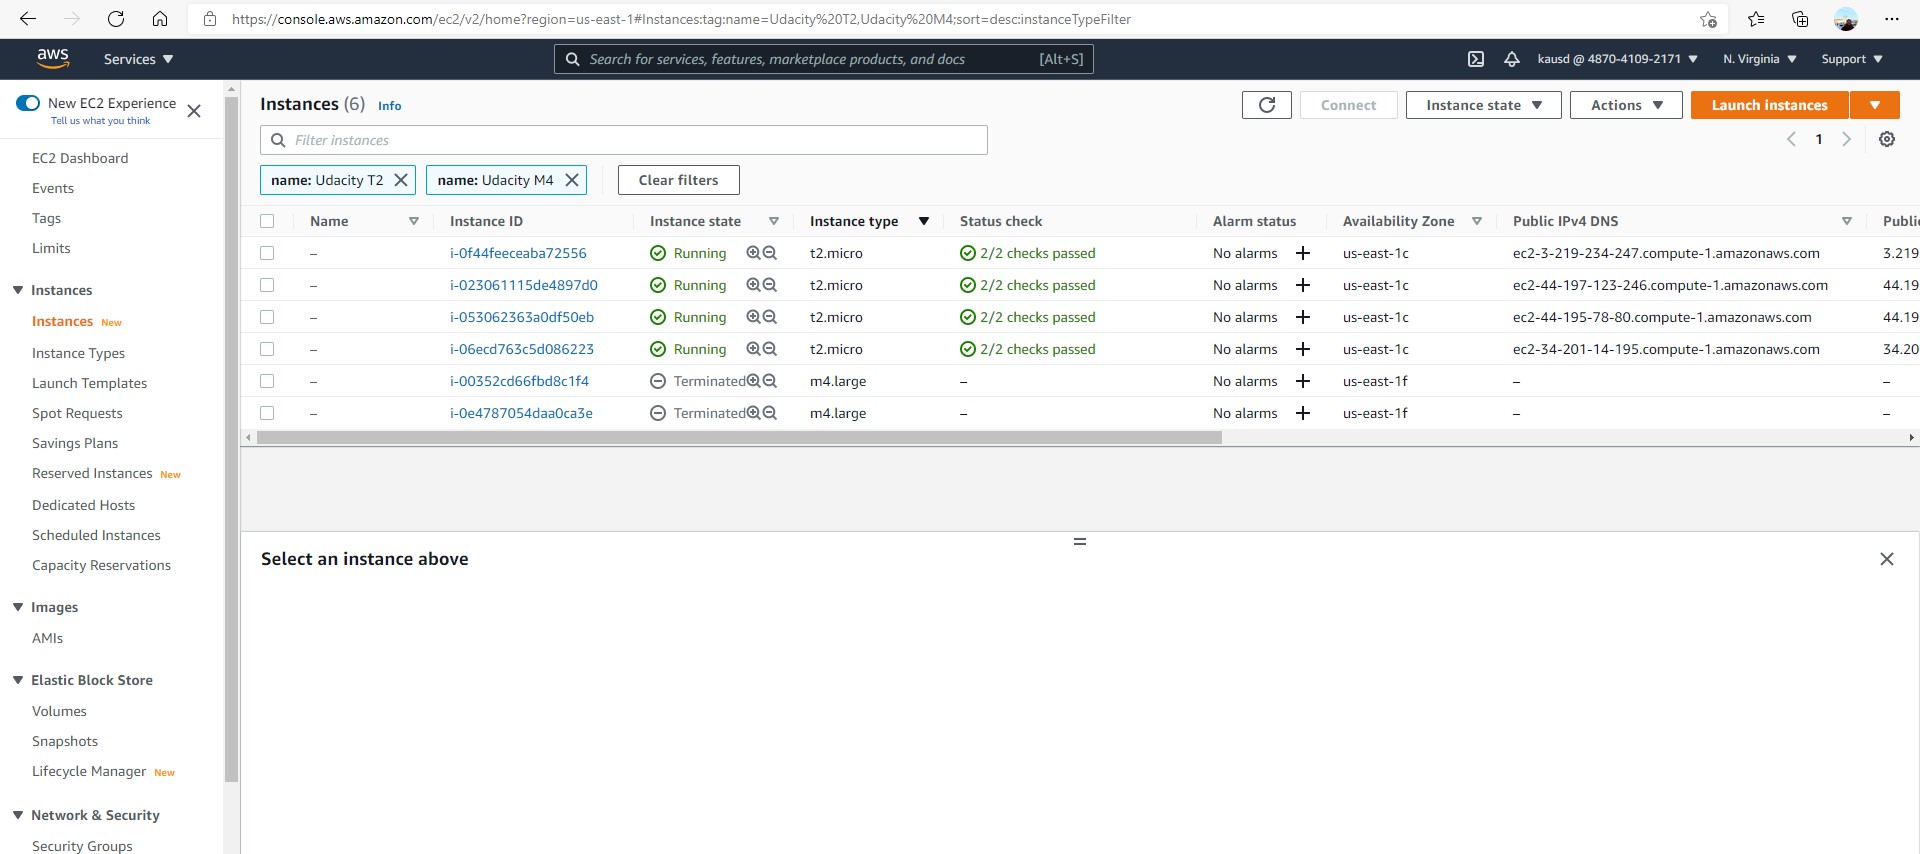 https://console.aws.amazon.com/ec2/v2/home?region=us-east-1#Instances:tag:name=Udacity%20T2,Udacity%20M4;sort=desc:instanceTypeFilter
aws Services Search for services, features, marketplace products, and docs [Alt+S] kausd @ 4870-4109-2171 N. Virginia Support
New EC2 Experience
Tell us what you think
EC2 Dashboard
Events
Tags
Limits
Instances
Instances New
Instance Types
Launch Templates
Spot Requests
Savings Plans
Reserved Instances New
Dedicated Hosts
Scheduled Instances
Capacity Reservations
Images
AMIs
Elastic Block Store
Volumes
Snapshots
Lifecycle Manager New
Network & Security
Security Groups
Instances (6) Info Connect Instance state Actions Launch instances
Filter instances 1
name: Udacity T2 name: Udacity M4 Clear filters
Name Instance ID Instance state Instance type Status check Alarm status Availability Zone Public IPv4 DNS Public
– i-0f44feeceaba72556 Running t2.micro 2/2 checks passed No alarms us-east-1c ec2-3-219-234-247.compute-1.amazonaws.com 3.219
– i-023061115de4897d0 Running t2.micro 2/2 checks passed No alarms us-east-1c ec2-44-197-123-246.compute-1.amazonaws.com 44.19
– i-053062363a0df50eb Running t2.micro 2/2 checks passed No alarms us-east-1c ec2-44-195-78-80.compute-1.amazonaws.com 44.19
– i-06ecd763c5d086223 Running t2.micro 2/2 checks passed No alarms us-east-1c ec2-34-201-14-195.compute-1.amazonaws.com 34.20
– i-00352cd66fbd8c1f4 Terminated m4.large – No alarms us-east-1f – –
– i-0e4787054daa0ca3e Terminated m4.large – No alarms us-east-1f – –
Select an instance above